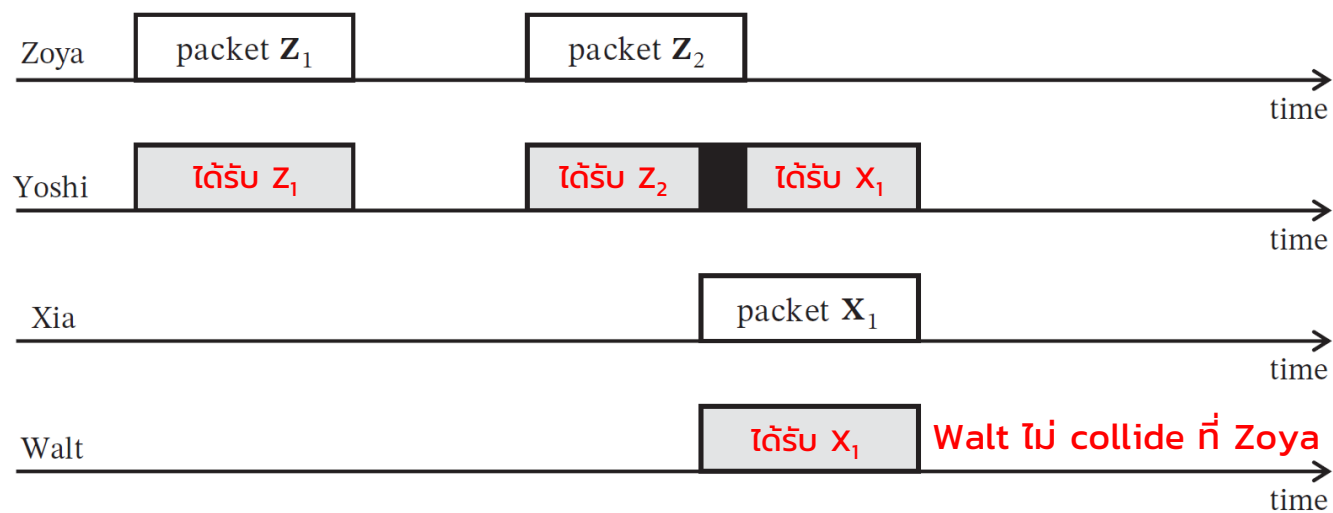 Zoya
packet Z₁
packet Z₂
time
Yoshi
ได้รับ Z₁
ได้รับ Z₂
ได้รับ X₁
time
Xia
packet X₁
time
Walt
ได้รับ X₁
Walt ไม่ collide ที่ Zoya
time